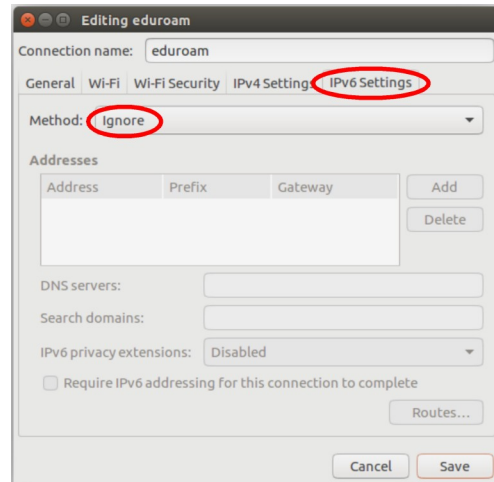 Editing eduroam
Connection name: eduroam
General Wi-Fi Wi-Fi Security IPv4 Settings IPv6 Settings
Method: Ignore
Addresses
Address Prefix Gateway Add
Delete
DNS servers:
Search domains:
IPv6 privacy extensions: Disabled
Require IPv6 addressing for this connection to complete
Routes...
Cancel Save